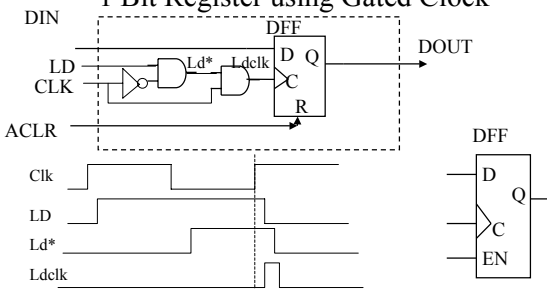 1 Bit Register using Gated Clock
DIN
DFF
D Q
DOUT
LD
Ld*
Ldclk
CLK
C
R
ACLR
Clk
LD
Ld*
Ldclk
DFF
D
Q
C
EN